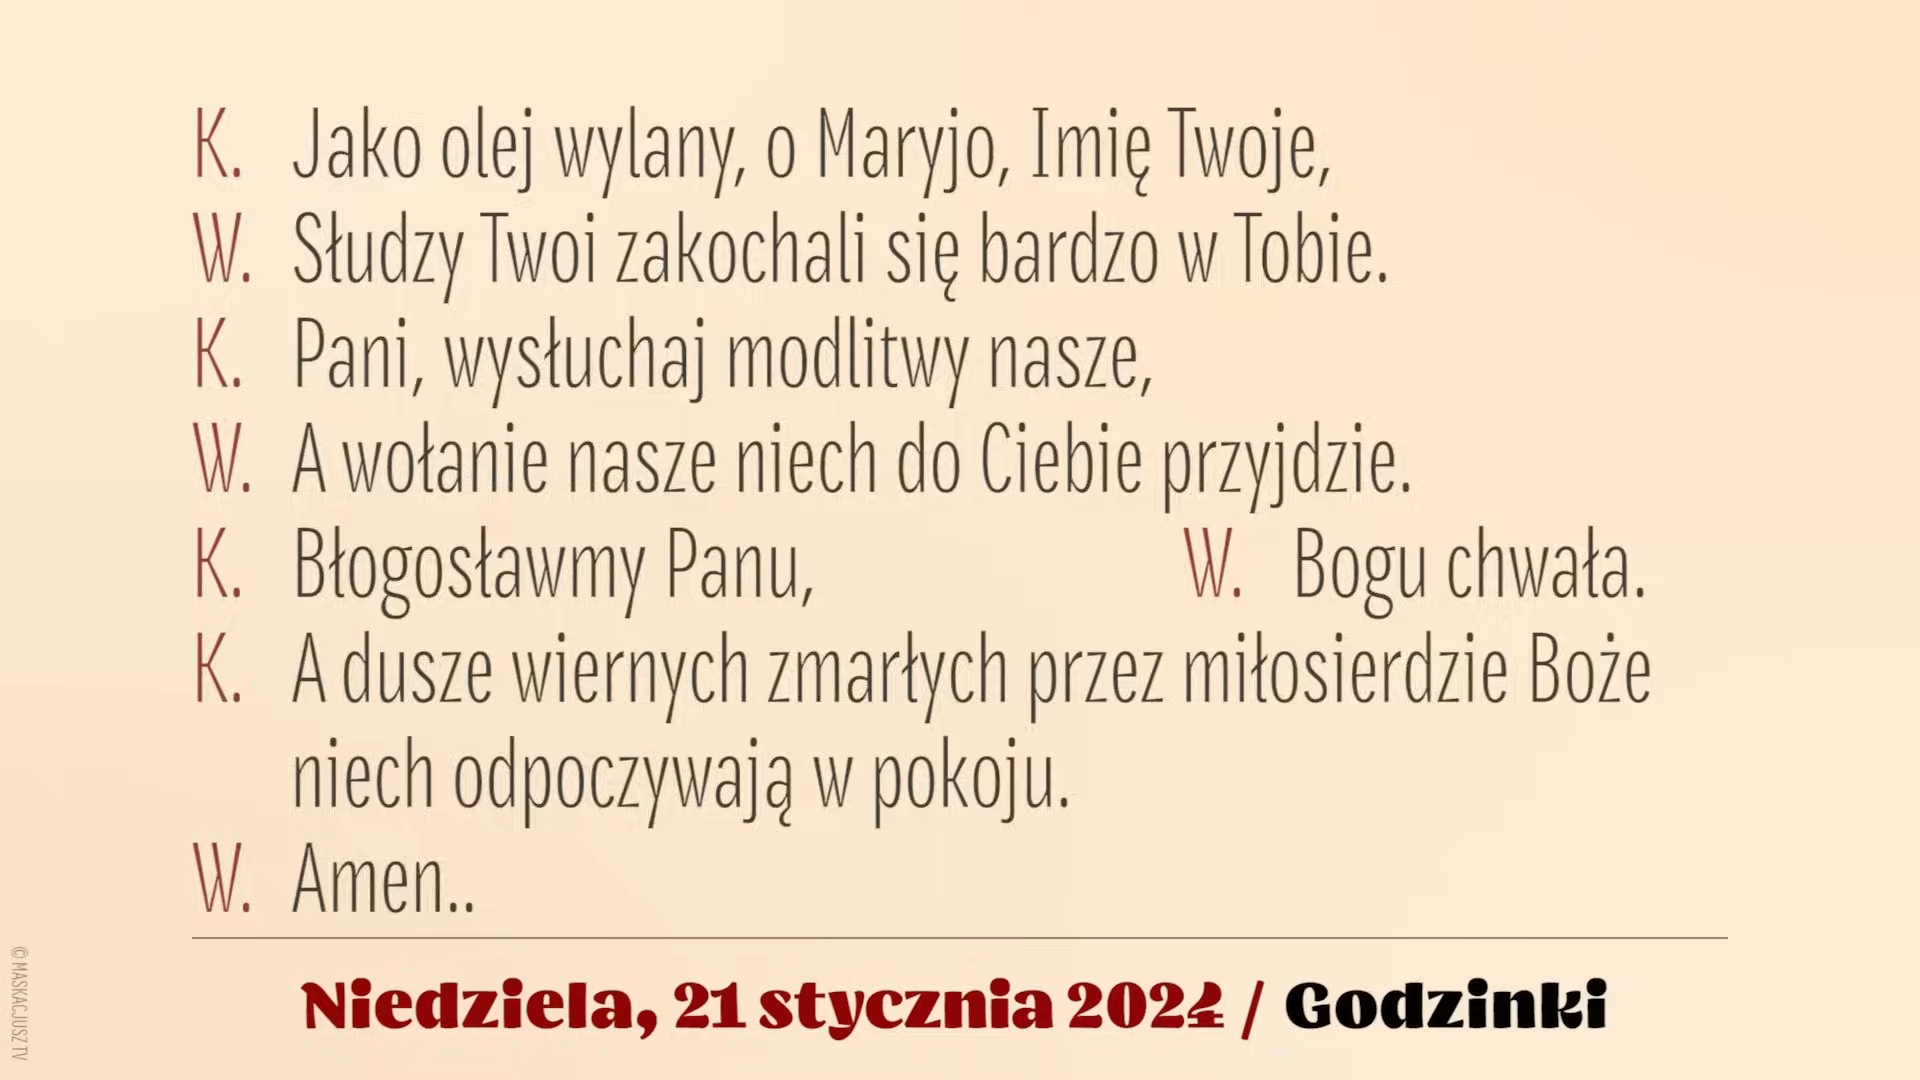 K. Jako olej wylany, o Maryjo, Imię Twoje,
W. Słudzy Twoi zakochali się bardzo w Tobie.
K. Pani, wysłuchaj modlitwy nasze,
W. A wołanie nasze niech do Ciebie przyjdzie.
K. Błogosławmy Panu, W. Bogu chwała.
K. A dusze wiernych zmarłych przez miłosierdzie Boże
niech odpoczywają w pokoju.
W. Amen..
Niedziela, 21 stycznia 2024 / Godzinki
© MASKACJUSZ TV